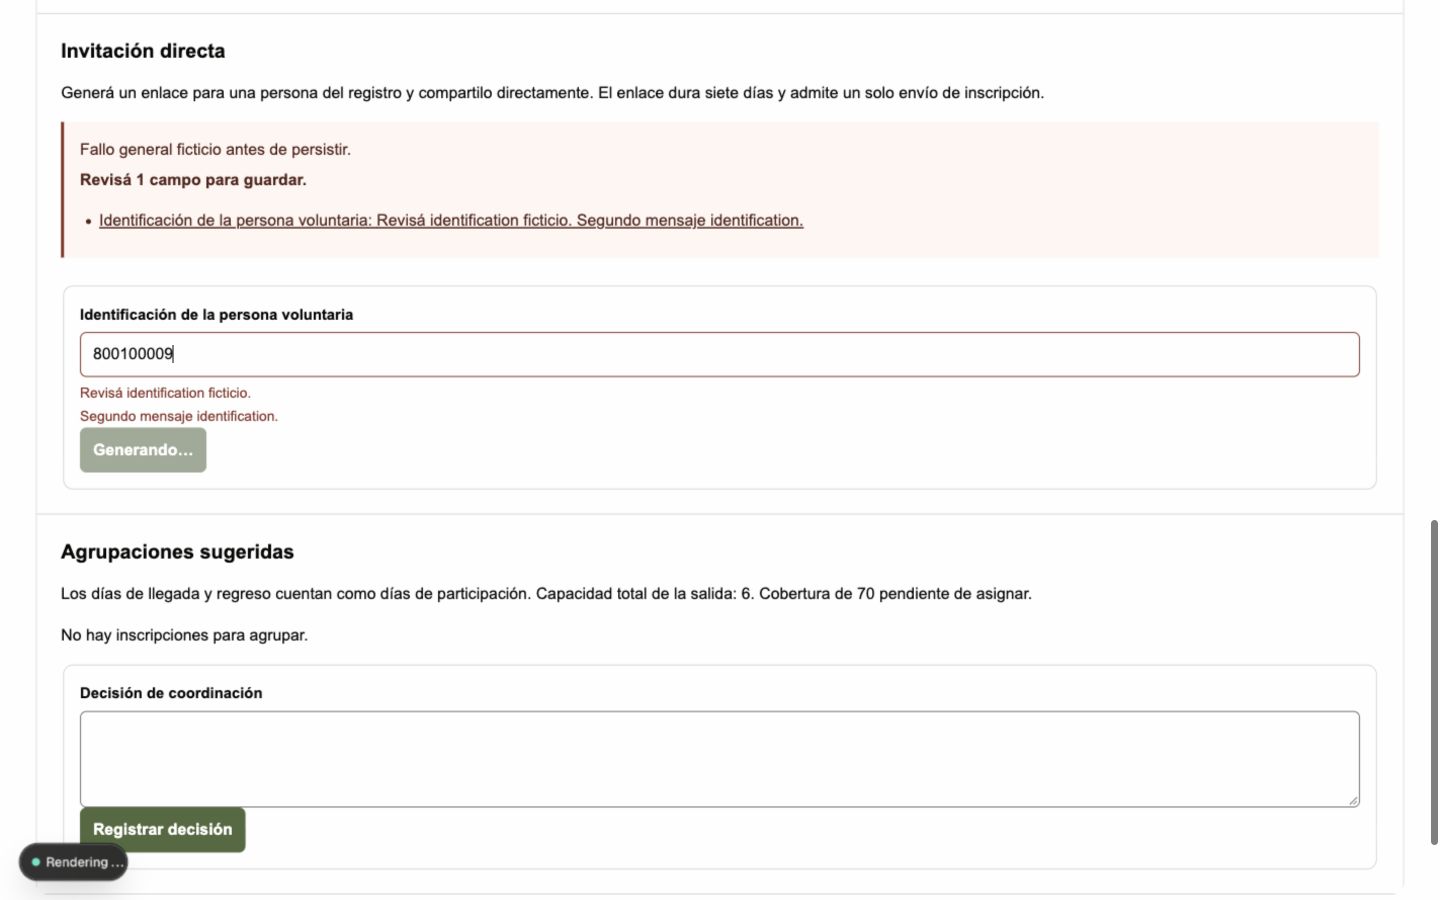 Invitación directa
Generá un enlace para una persona del registro y compartilo directamente. El enlace dura siete días y admite un solo envío de inscripción.
Fallo general ficticio antes de persistir.
Revisá 1 campo para guardar.
• Identificación de la persona voluntaria: Revisá identification ficticio. Segundo mensaje identification.
Identificación de la persona voluntaria
800100009
Revisá identification ficticio.
Segundo mensaje identification.
Generando...
Agrupaciones sugeridas
Los días de llegada y regreso cuentan como días de participación. Capacidad total de la salida: 6. Cobertura de 70 pendiente de asignar.
No hay inscripciones para agrupar.
Decisión de coordinación
Registrar decisión
Rendering ...